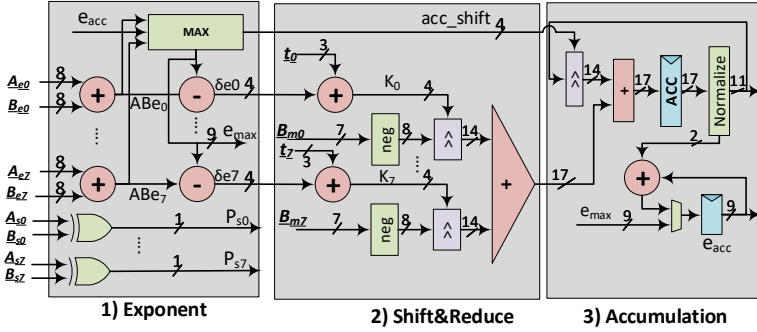 e_acc
MAX
acc_shift
4
A_e0
8
B_e0
8
+
ABe_0
-
δe0
4
...
9
e_max
A_e7
8
B_e7
8
+
ABe_7
-
δe7
4
A_s0
B_s0
1
P_s0
...
A_s7
B_s7
1
P_s7
1) Exponent
t_0
3
+
K_0
4
B_m0
7
neg
8
>>
14
t_7
3
...
+
K_7
4
B_m7
7
neg
8
>>
14
+
17
2) Shift&Reduce
>>
14
+
17
ACC
17
Normalize
11
17
2
+
e_max
9
9
e_acc
3) Accumulation